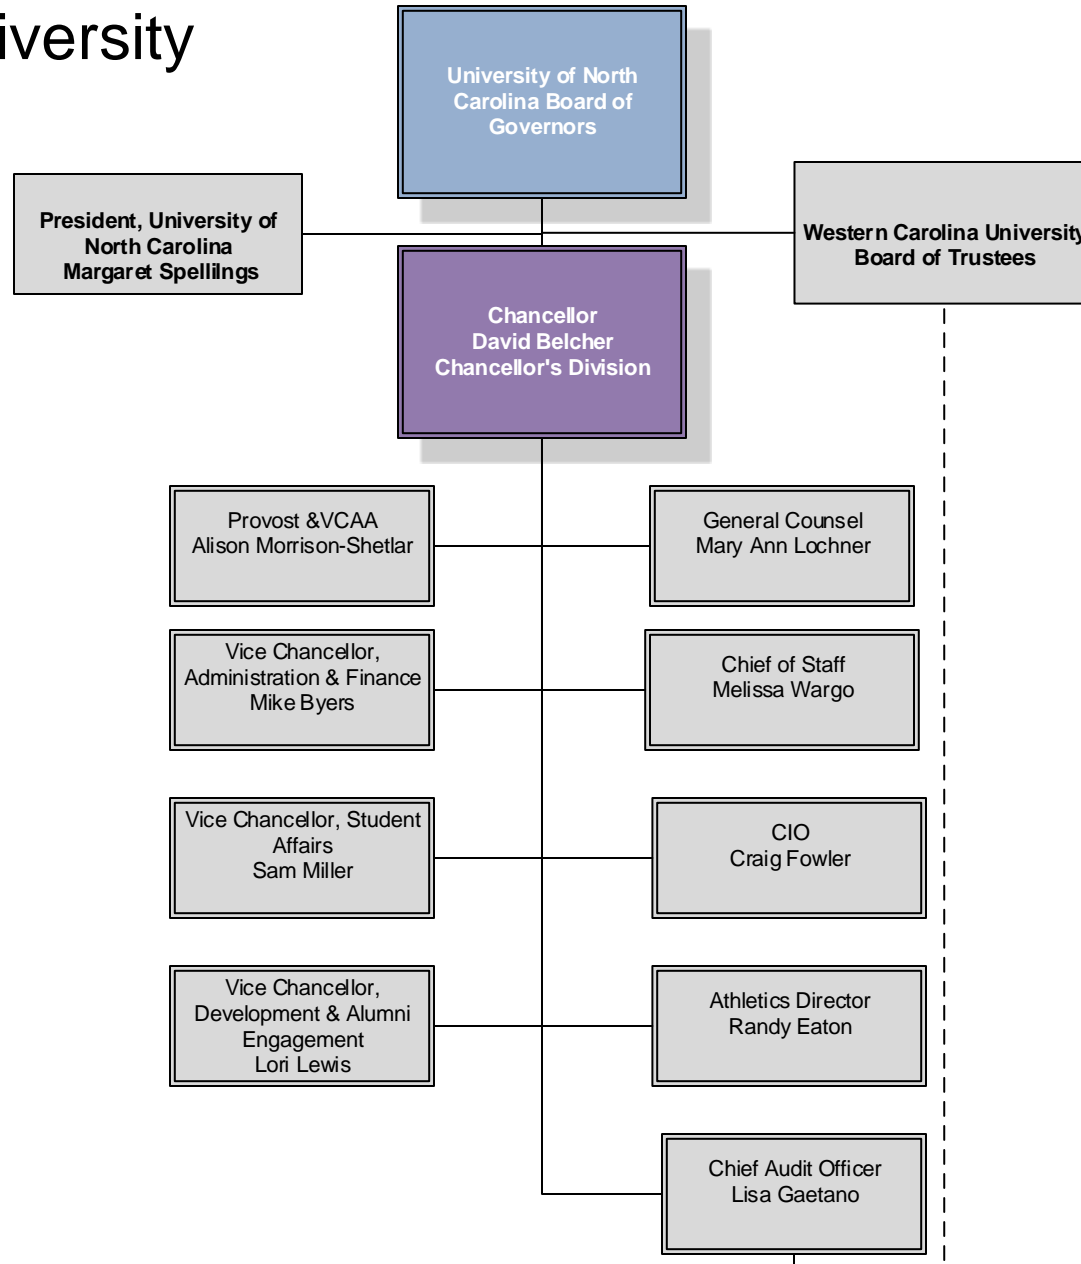 iversity
University of North
Carolina Board of
Governors
President, University of
North Carolina
Margaret Spellilngs
Western Carolina University
Board of Trustees
Chancellor
David Belcher
Chancellor's Division
Provost &VCAA
Alison Morrison-Shetlar
General Counsel
Mary Ann Lochner
Vice Chancellor,
Administration & Finance
Mike Byers
Chief of Staff
Melissa Wargo
Vice Chancellor, Student
Affairs
Sam Miller
CIO
Craig Fowler
Vice Chancellor,
Development & Alumni
Engagement
Lori Lewis
Athletics Director
Randy Eaton
Chief Audit Officer
Lisa Gaetano